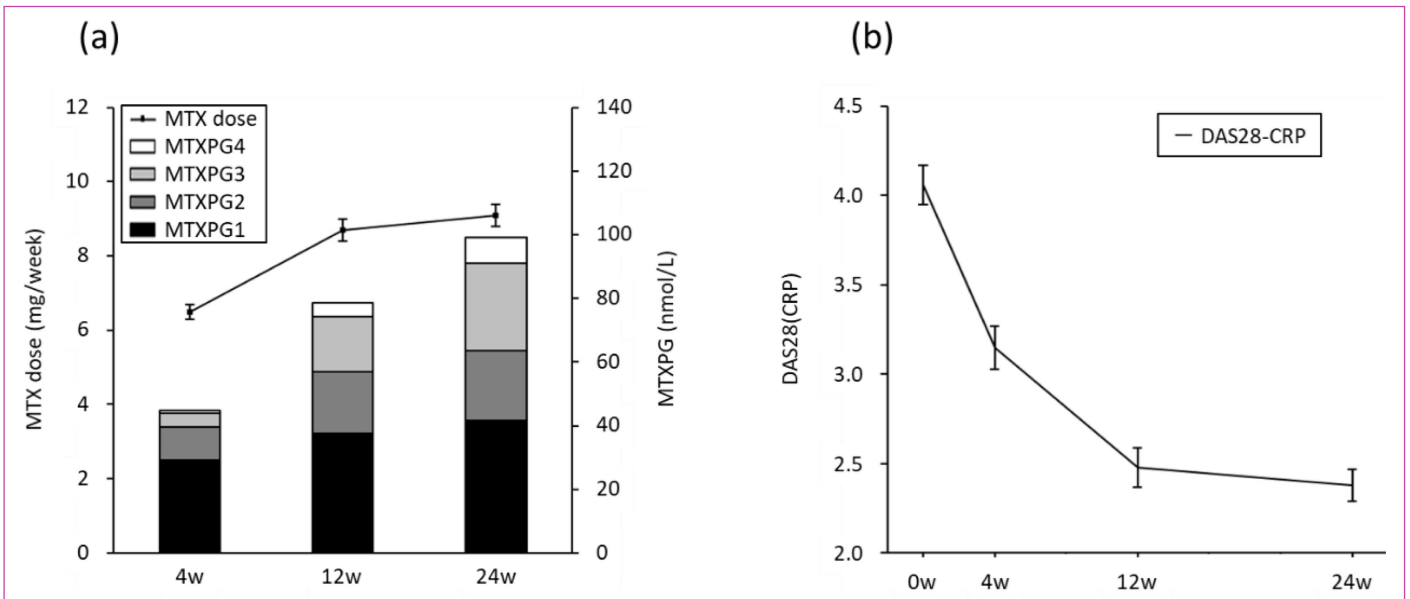 (a)
MTX dose (mg/week)
12
10
8
6
4
2
0
MTX dose
MTXPG4
MTXPG3
MTXPG2
MTXPG1
140
120
100
80
60
40
20
0
MTXPG (nmol/L)
4w
12w
24w
(b)
DAS28(CRP)
4.5
4.0
3.5
3.0
2.5
2.0
DAS28-CRP
0w
4w
12w
24w